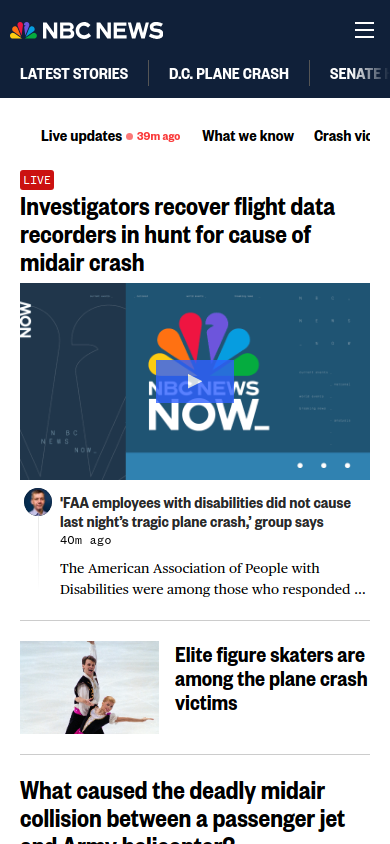 NBC NEWS
LATEST STORIES
D.C. PLANE CRASH
SENATE
Live updates
39m ago
What we know
Crash
LIVE
Investigators recover flight data
recorders in hunt for cause of
midair crash
NOW
NBC
NEWS
NOW_
NBC NEWS
NOW_
'FAA employees with disabilities did not cause
last night’s tragic plane crash,’ group says
40m ago
The American Association of People with
Disabilities were among those who responded ...
Elite figure skaters are
among the plane crash
victims
What caused the deadly midair
collision between a passenger jet
and Army helicopter?